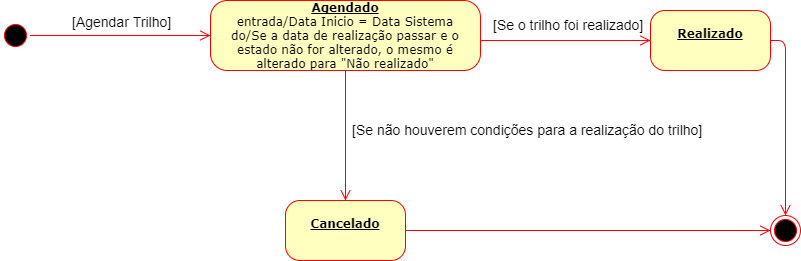 [Agendar Trilho]
Agendado
entrada/Data Inicio = Data Sistema
do/Se a data de realização passar e o
estado não for alterado, o mesmo é
alterado para "Não realizado"
[Se o trilho foi realizado]
Realizado
[Se não houverem condições para a realização do trilho]
Cancelado